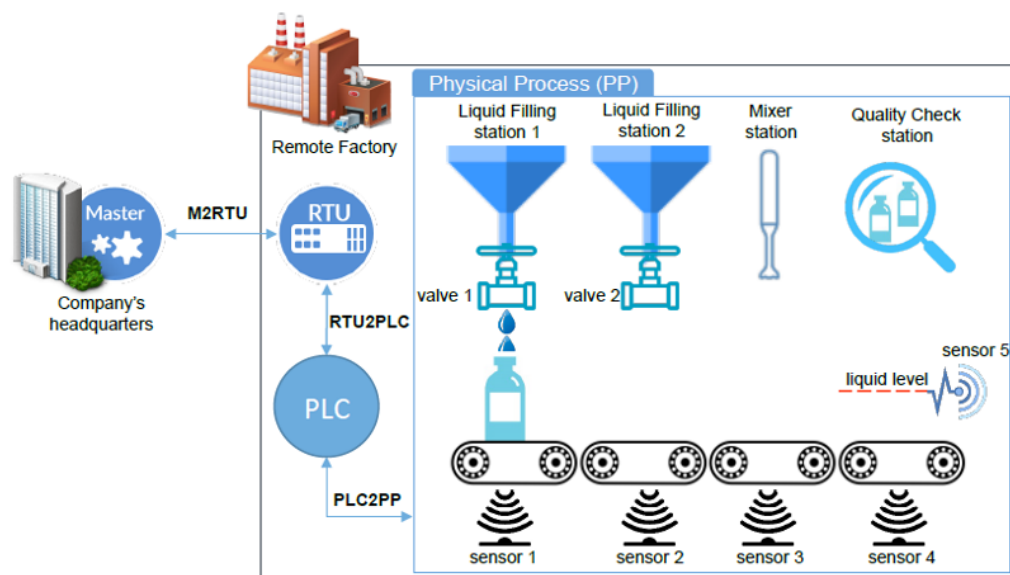 Physical Process (PP)
Liquid Filling
station 1
Liquid Filling
station 2
Mixer
station
Quality Check
station
Remote Factory
Master
M2RTU
RTU
Company's
headquarters
valve 1
valve 2
RTU2PLC
sensor 5
liquid level
PLC
PLC2PP
sensor 1
sensor 2
sensor 3
sensor 4